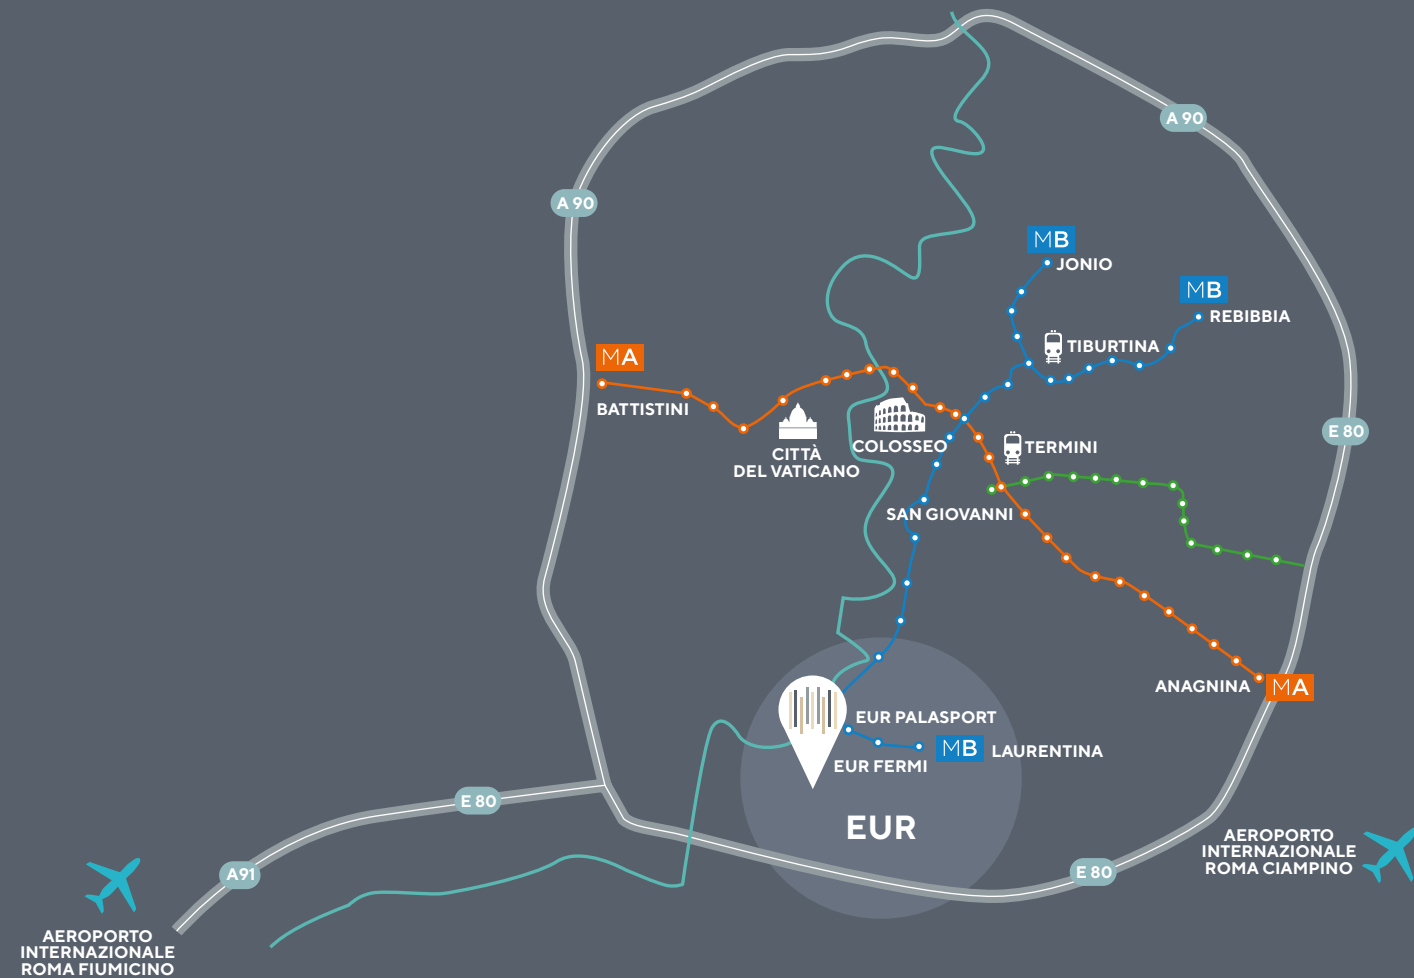 A 90
A 90
MB
JONIO
MB
REBIBBIA
TIBURTINA
MA
BATTISTINI
CITTÀ
DEL VATICANO
COLOSSEO
TERMINI
E 80
SAN GIOVANNI
ANAGNINA
MA
EUR PALASPORT
MB
LAURENTINA
EUR FERMI
EUR
E 80
AEROPORTO
INTERNAZIONALE
ROMA CIAMPINO
A91
E 80
AEROPORTO
INTERNAZIONALE
ROMA FIUMICINO